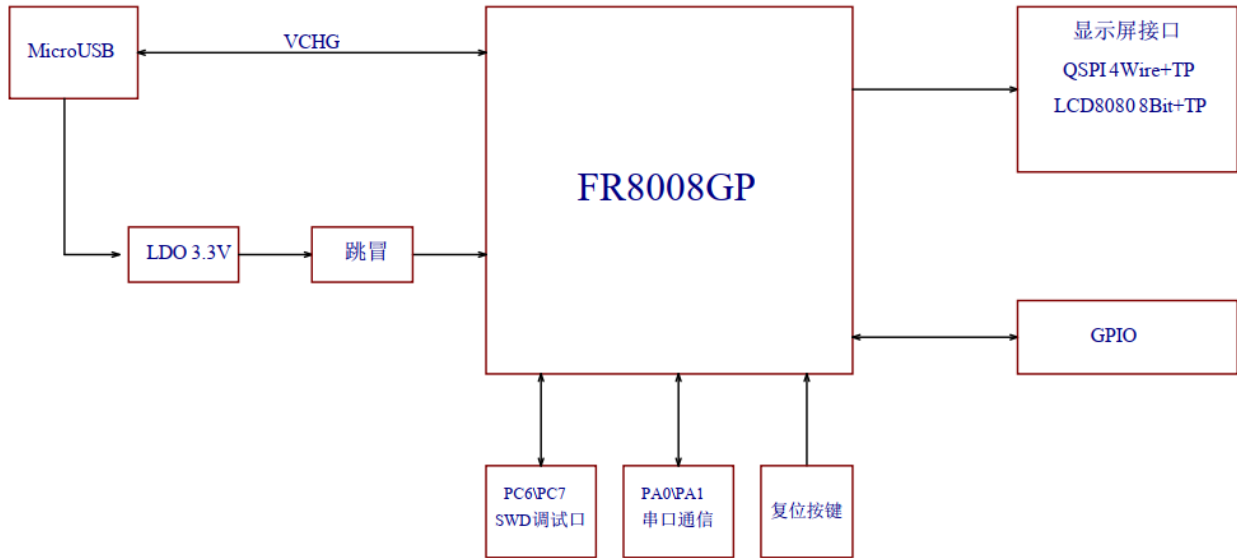 MicroUSB
VCHG
显示屏接口
QSPI 4Wire+TP
LCD8080 8Bit+TP
FR8008GP
LDO 3.3V
跳冒
GPIO
PC6\PC7
SWD调试口
PA0\PA1
串口通信
复位按键